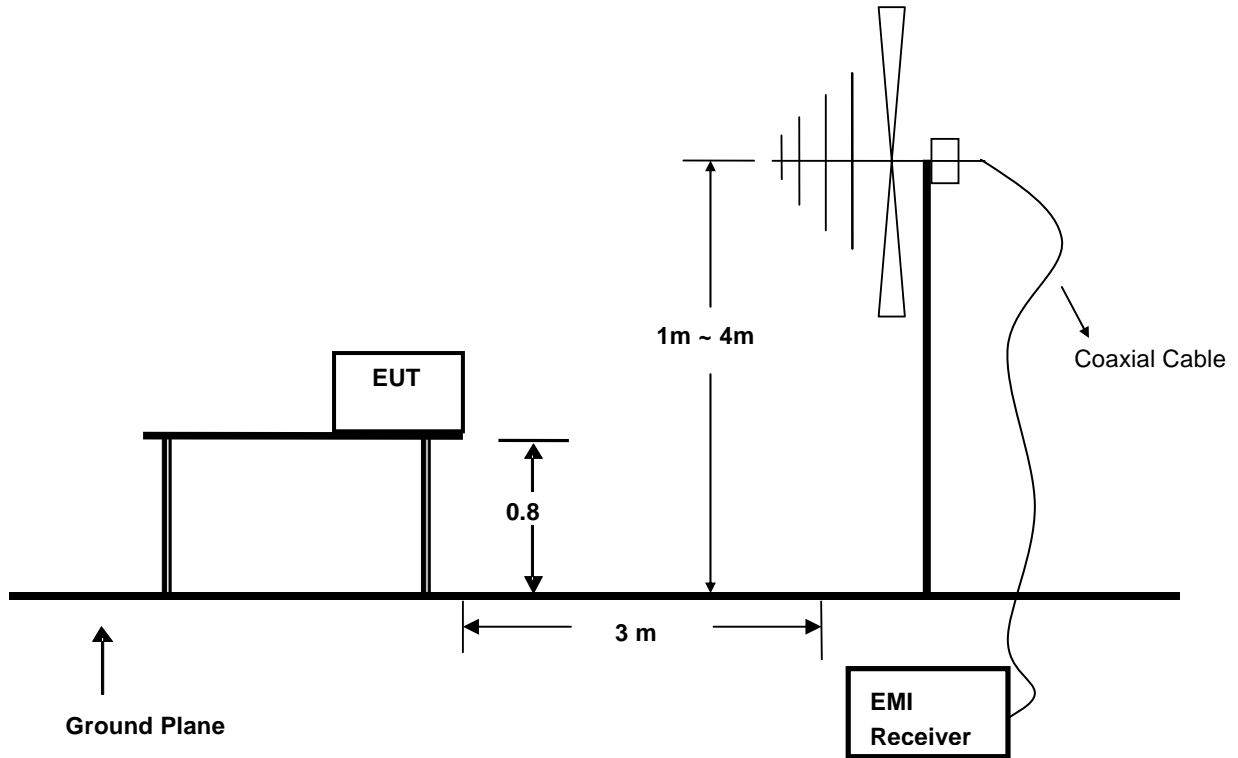 1m ~ 4m
Coaxial Cable
EUT
0.8
3 m
Ground Plane
EMI
Receiver